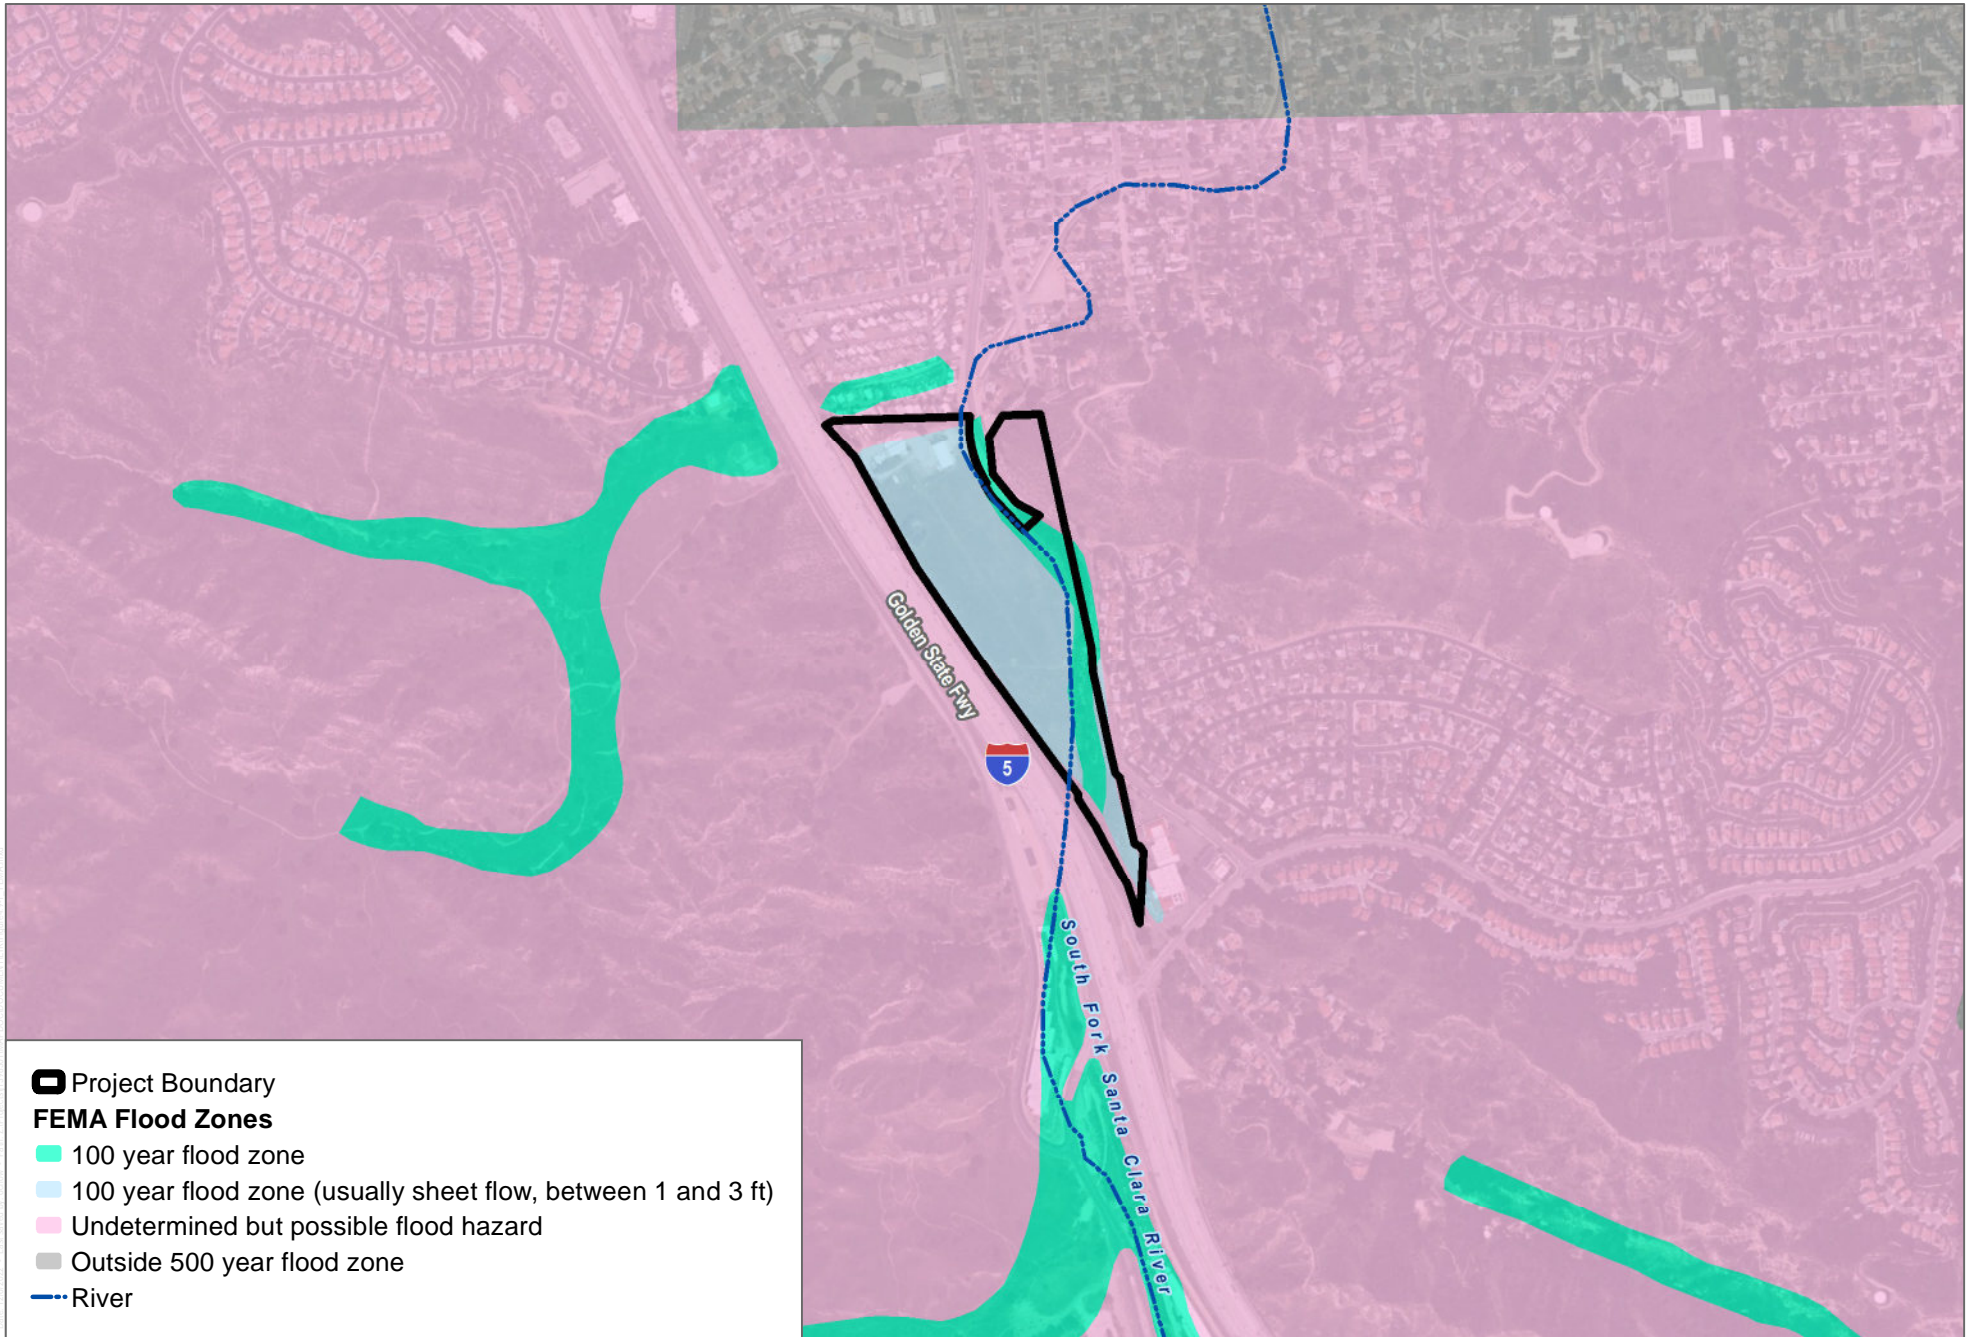 Golden State Fwy
5
South Fork Santa Clara River
Project Boundary
FEMA Flood Zones
100 year flood zone
100 year flood zone (usually sheet flow, between 1 and 3 ft)
Undetermined but possible flood hazard
Outside 500 year flood zone
River